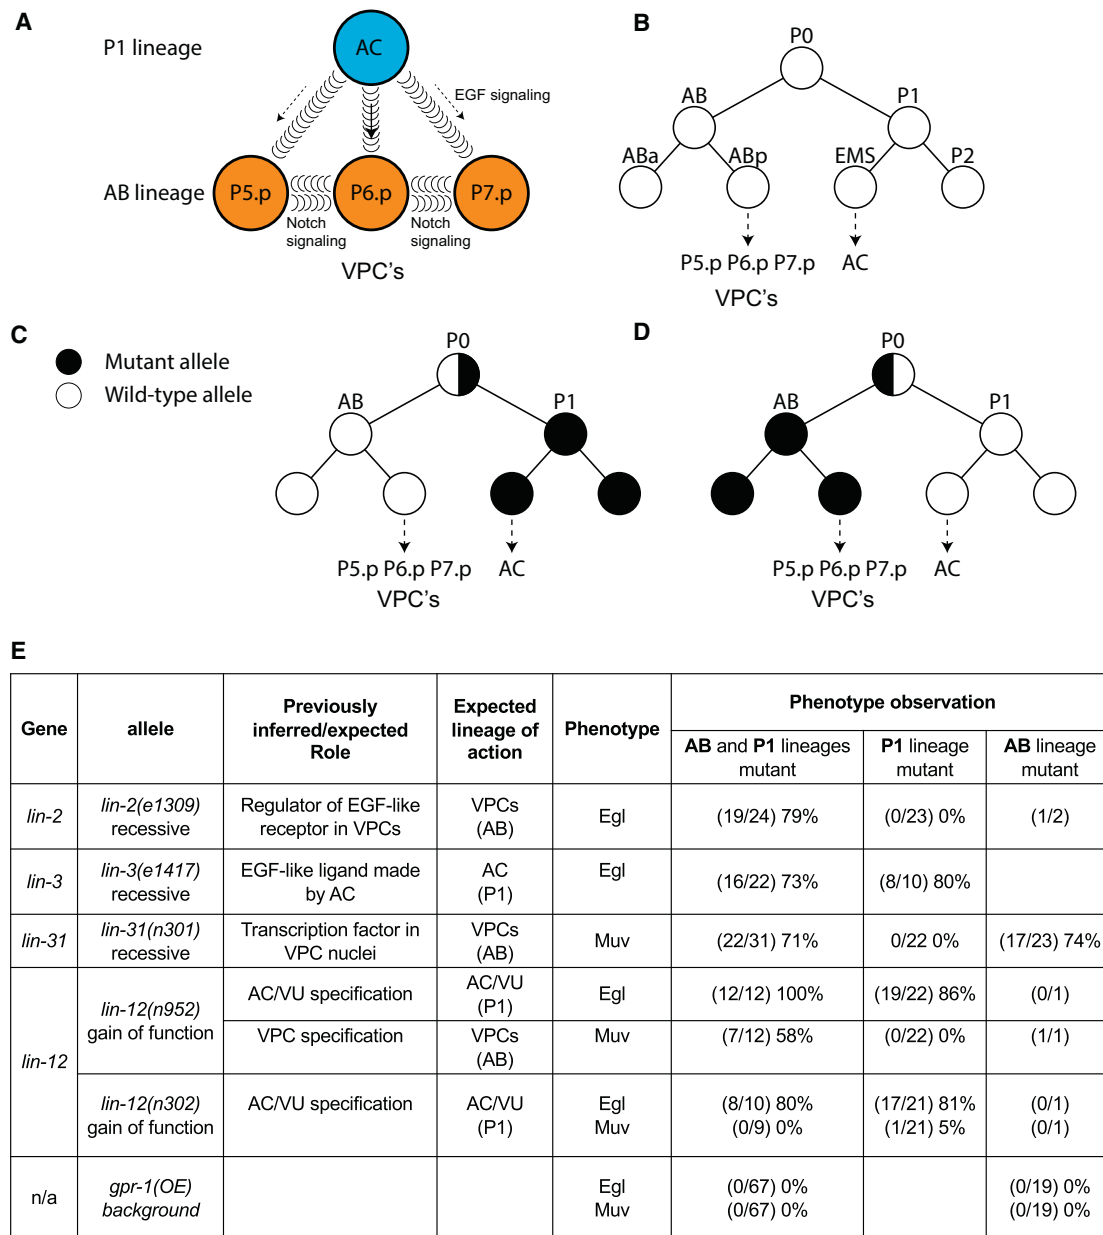 A
P1 lineage
AC
EGF signaling
AB lineage
P5.p
P6.p
P7.p
Notch
signaling
Notch
signaling
VPC's
B
P0
AB
P1
ABa
ABp
EMS
P2
P5.p P6.p P7.p
AC
VPC's
C
Mutant allele
Wild-type allele
P0
AB
P1
P5.p P6.p P7.p
AC
VPC's
D
P0
AB
P1
P5.p P6.p P7.p
AC
VPC's
E
Gene
allele
Previously
inferred/expected
Role
Expected
lineage of
action
Phenotype
Phenotype observation
AB and P1 lineages
mutant
P1 lineage
mutant
AB lineage
mutant
lin-2
lin-2(e1309)
recessive
Regulator of EGF-like
receptor in VPCs
VPCs
(AB)
Egl
(19/24) 79%
(0/23) 0%
(1/2)
lin-3
lin-3(e1417)
recessive
EGF-like ligand made
by AC
AC
(P1)
Egl
(16/22) 73%
(8/10) 80%
lin-31
lin-31(n301)
recessive
Transcription factor in
VPC nuclei
VPCs
(AB)
Muv
(22/31) 71%
0/22 0%
(17/23) 74%
lin-12
lin-12(n952)
gain of function
AC/VU specification
AC/VU
(P1)
Egl
(12/12) 100%
(19/22) 86%
(0/1)
VPC specification
VPCs
(AB)
Muv
(7/12) 58%
(0/22) 0%
(1/1)
lin-12(n302)
gain of function
AC/VU specification
AC/VU
(P1)
Egl
Muv
(8/10) 80%
(0/9) 0%
(17/21) 81%
(1/21) 5%
(0/1)
(0/1)
n/a
gpr-1(OE)
background
Egl
Muv
(0/67) 0%
(0/67) 0%
(0/19) 0%
(0/19) 0%